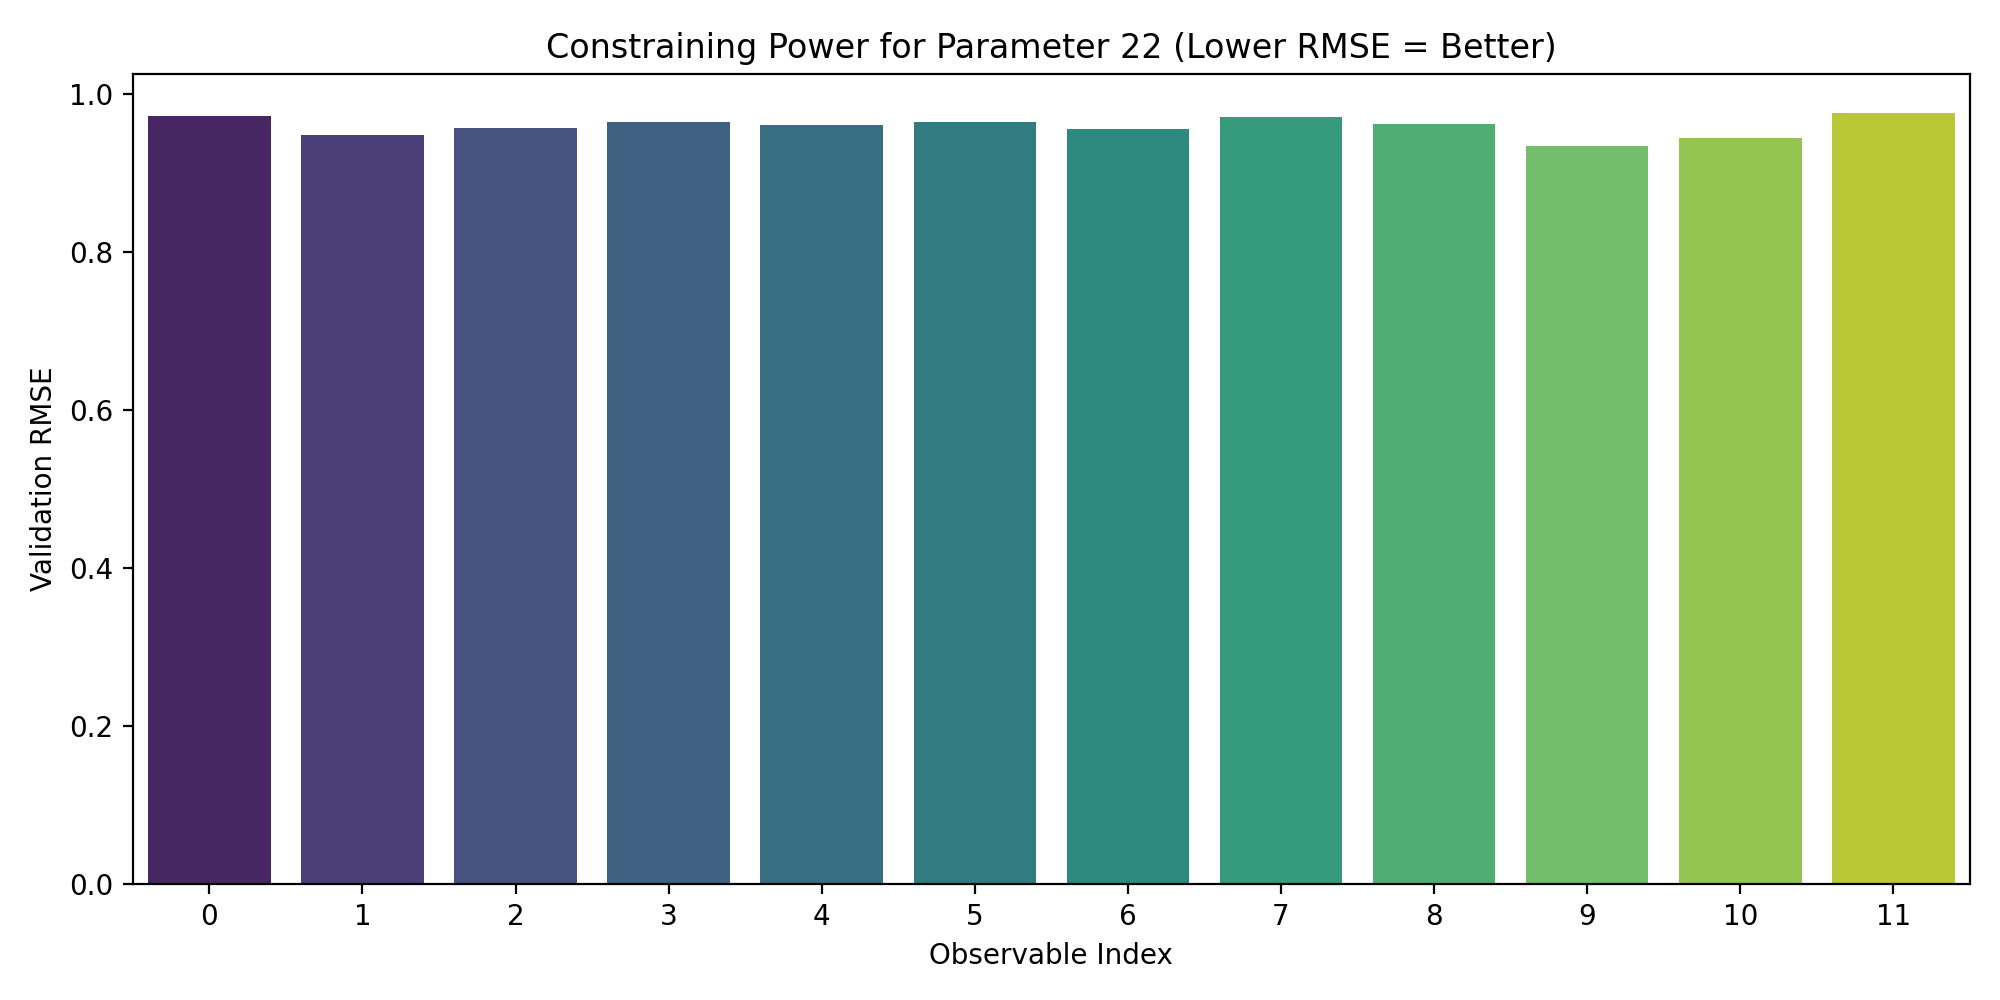 Constraining Power for Parameter 22 (Lower RMSE = Better)
1.0
0.8
0.6
0.4
0.2
0.0
Validation RMSE
0 1 2 3 4 5 6 7 8 9 10 11
Observable Index